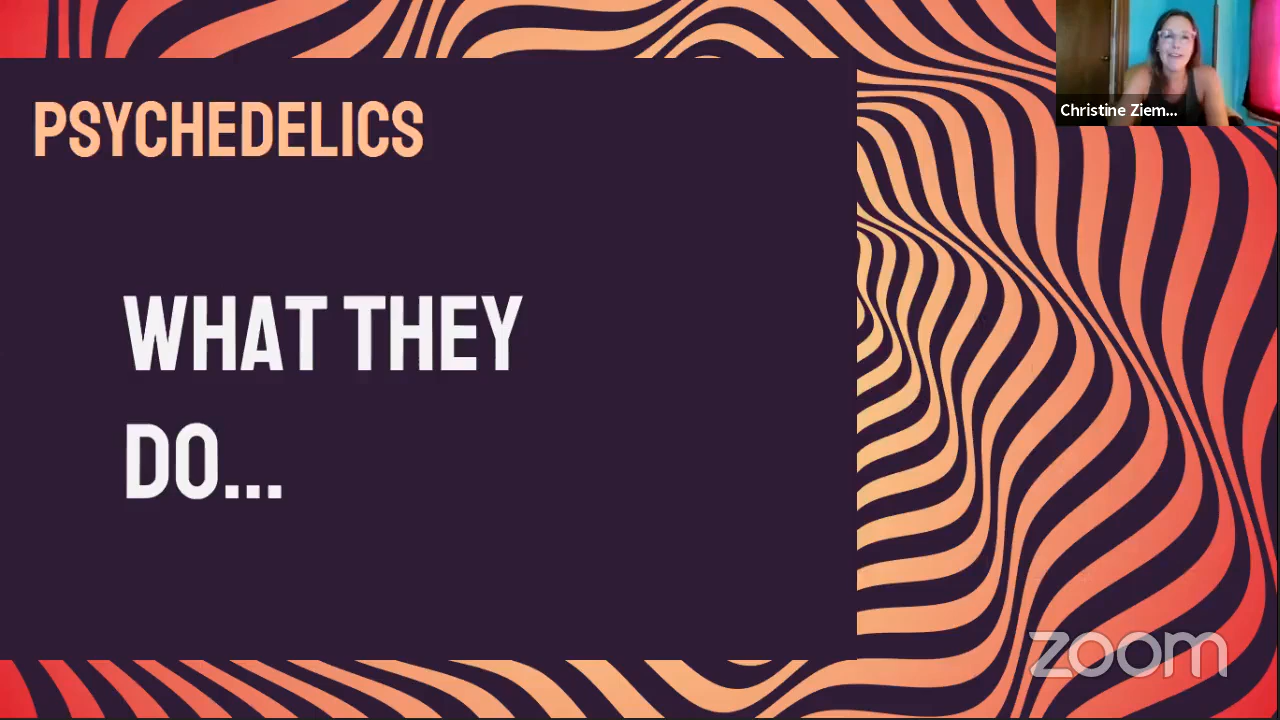 PSYCHEDELICS
Christine Ziem...
WHAT THEY
DO...
zoom